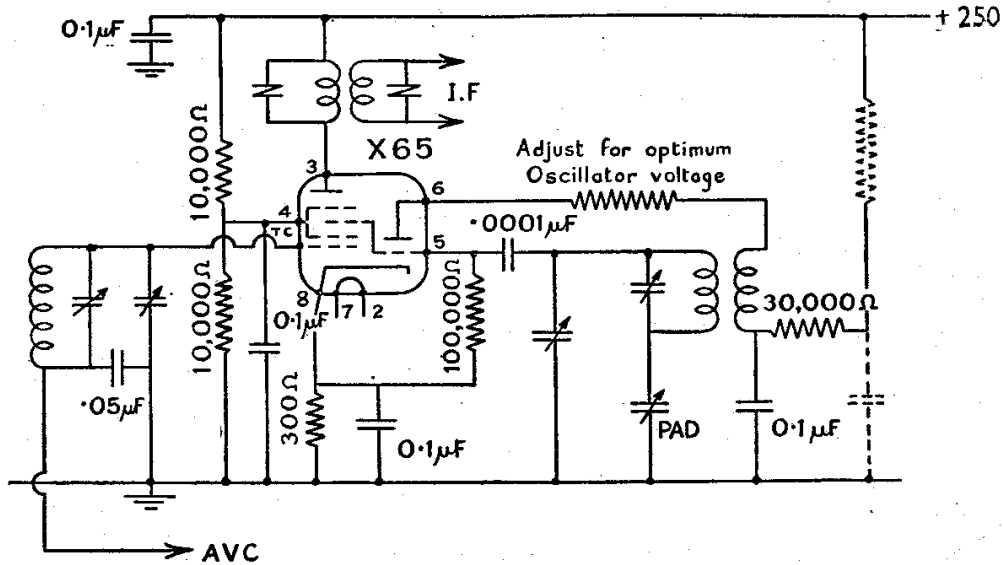 + 250
0·1µF
I.F
X65
Adjust for optimum
Oscillator voltage
10,000Ω
3
6
4
TC
·0001µF
5
30,000Ω
8
7
2
0·1µF
10,000Ω
100,000Ω
·05µF
300Ω
0·1µF
PAD
0·1µF
AVC